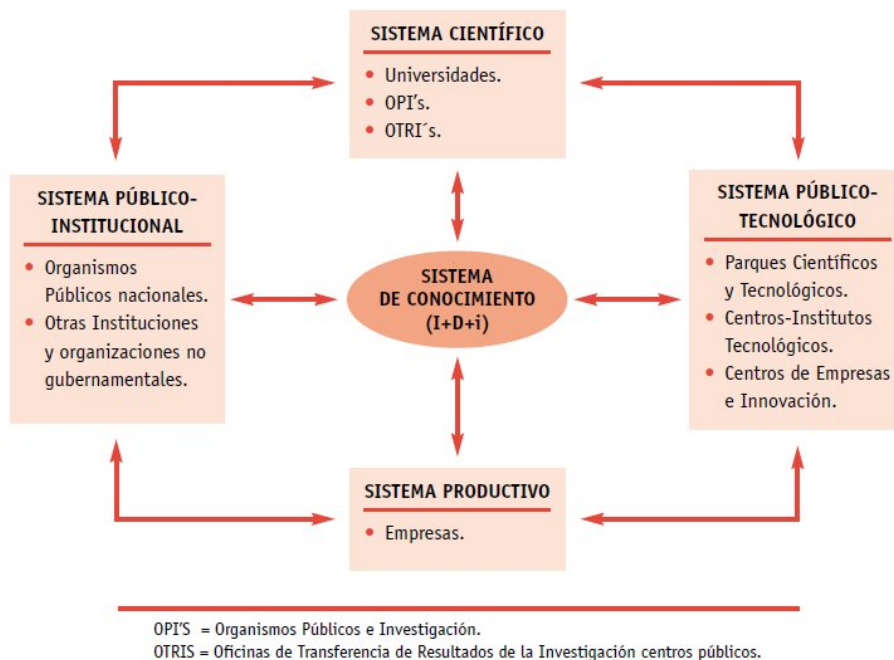 SISTEMA CIENTÍFICO
• Universidades.
• OPI's.
• OTRI´s.
SISTEMA PÚBLICO-
INSTITUCIONAL
• Organismos
Públicos nacionales.
• Otras Instituciones
y organizaciones no
gubernamentales.
SISTEMA
DE CONOCIMIENTO
(I+D+i)
SISTEMA PÚBLICO-
TECNOLÓGICO
• Parques Científicos
y Tecnológicos.
• Centros-Institutos
Tecnológicos.
• Centros de Empresas
e Innovación.
SISTEMA PRODUCTIVO
• Empresas.
OPI'S = Organismos Públicos e Investigación.
OTRIS = Oficinas de Transferencia de Resultados de la Investigación centros públicos.